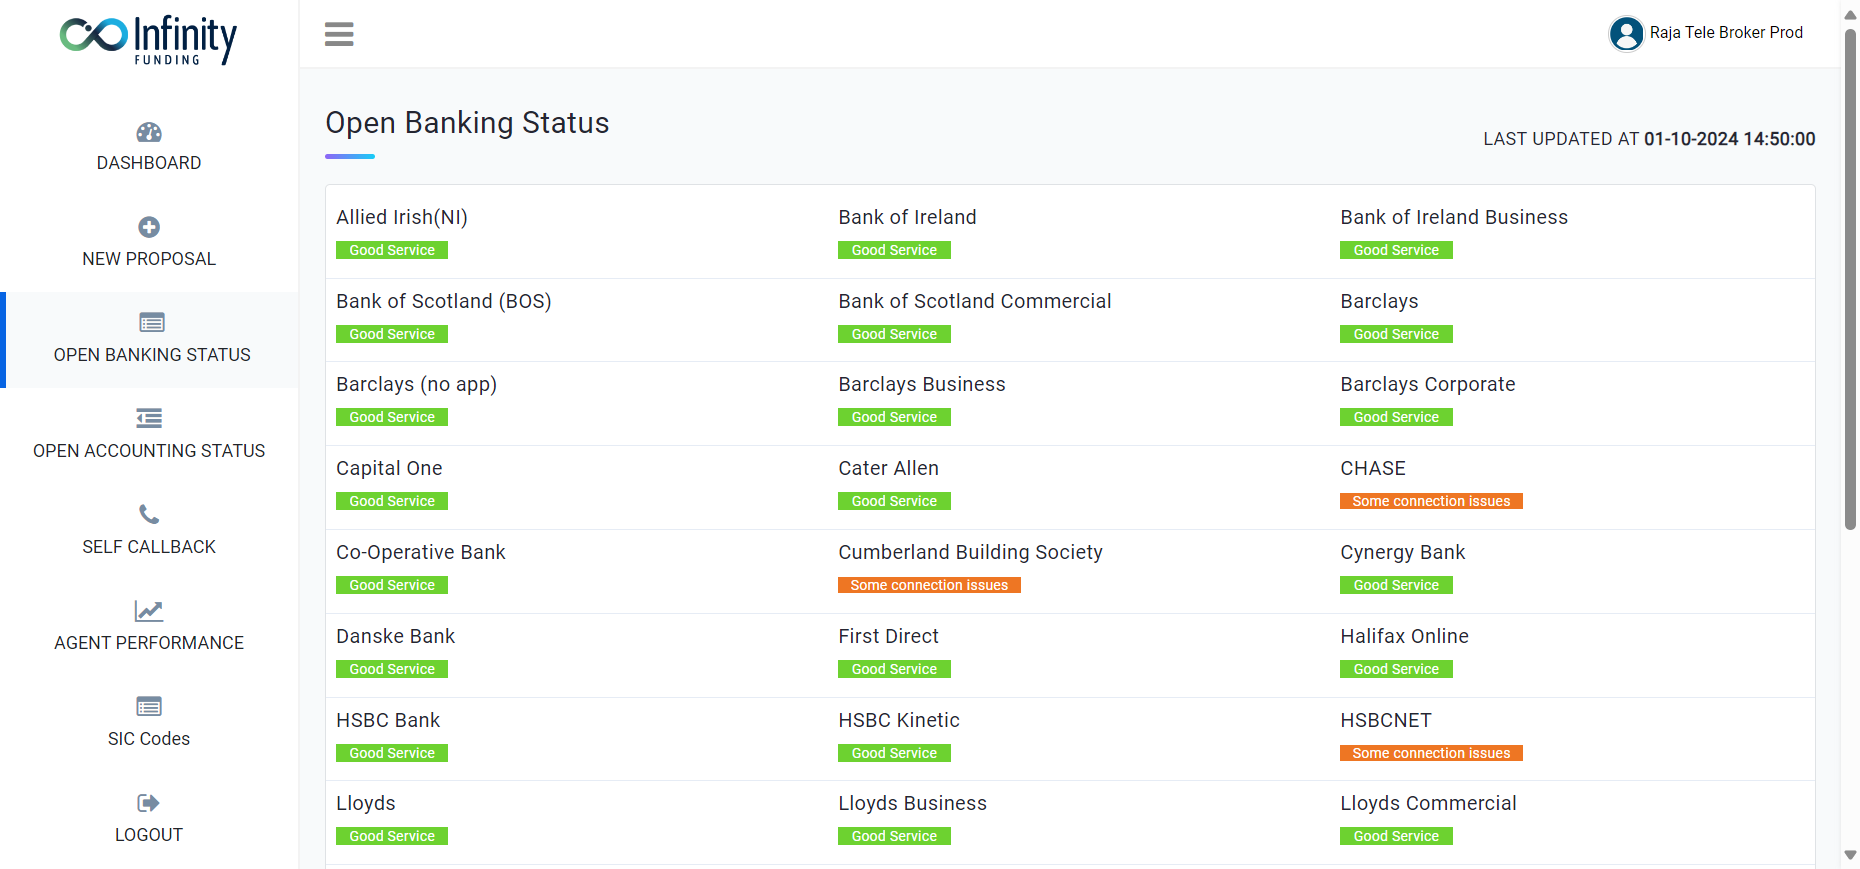 Infinity
FUNDING
Raja Tele Broker Prod
DASHBOARD
NEW PROPOSAL
OPEN BANKING STATUS
OPEN ACCOUNTING STATUS
SELF CALLBACK
AGENT PERFORMANCE
SIC Codes
LOGOUT
Open Banking Status
LAST UPDATED AT 01-10-2024 14:50:00
Allied Irish(NI) Bank of Ireland Bank of Ireland Business
Good Service Good Service Good Service
Bank of Scotland (BOS) Bank of Scotland Commercial Barclays
Good Service Good Service Good Service
Barclays (no app) Barclays Business Barclays Corporate
Good Service Good Service Good Service
Capital One Cater Allen CHASE
Good Service Good Service Some connection issues
Co-Operative Bank Cumberland Building Society Cynergy Bank
Good Service Some connection issues Good Service
Danske Bank First Direct Halifax Online
Good Service Good Service Good Service
HSBC Bank HSBC Kinetic HSBCNET
Good Service Good Service Some connection issues
Lloyds Lloyds Business Lloyds Commercial
Good Service Good Service Good Service